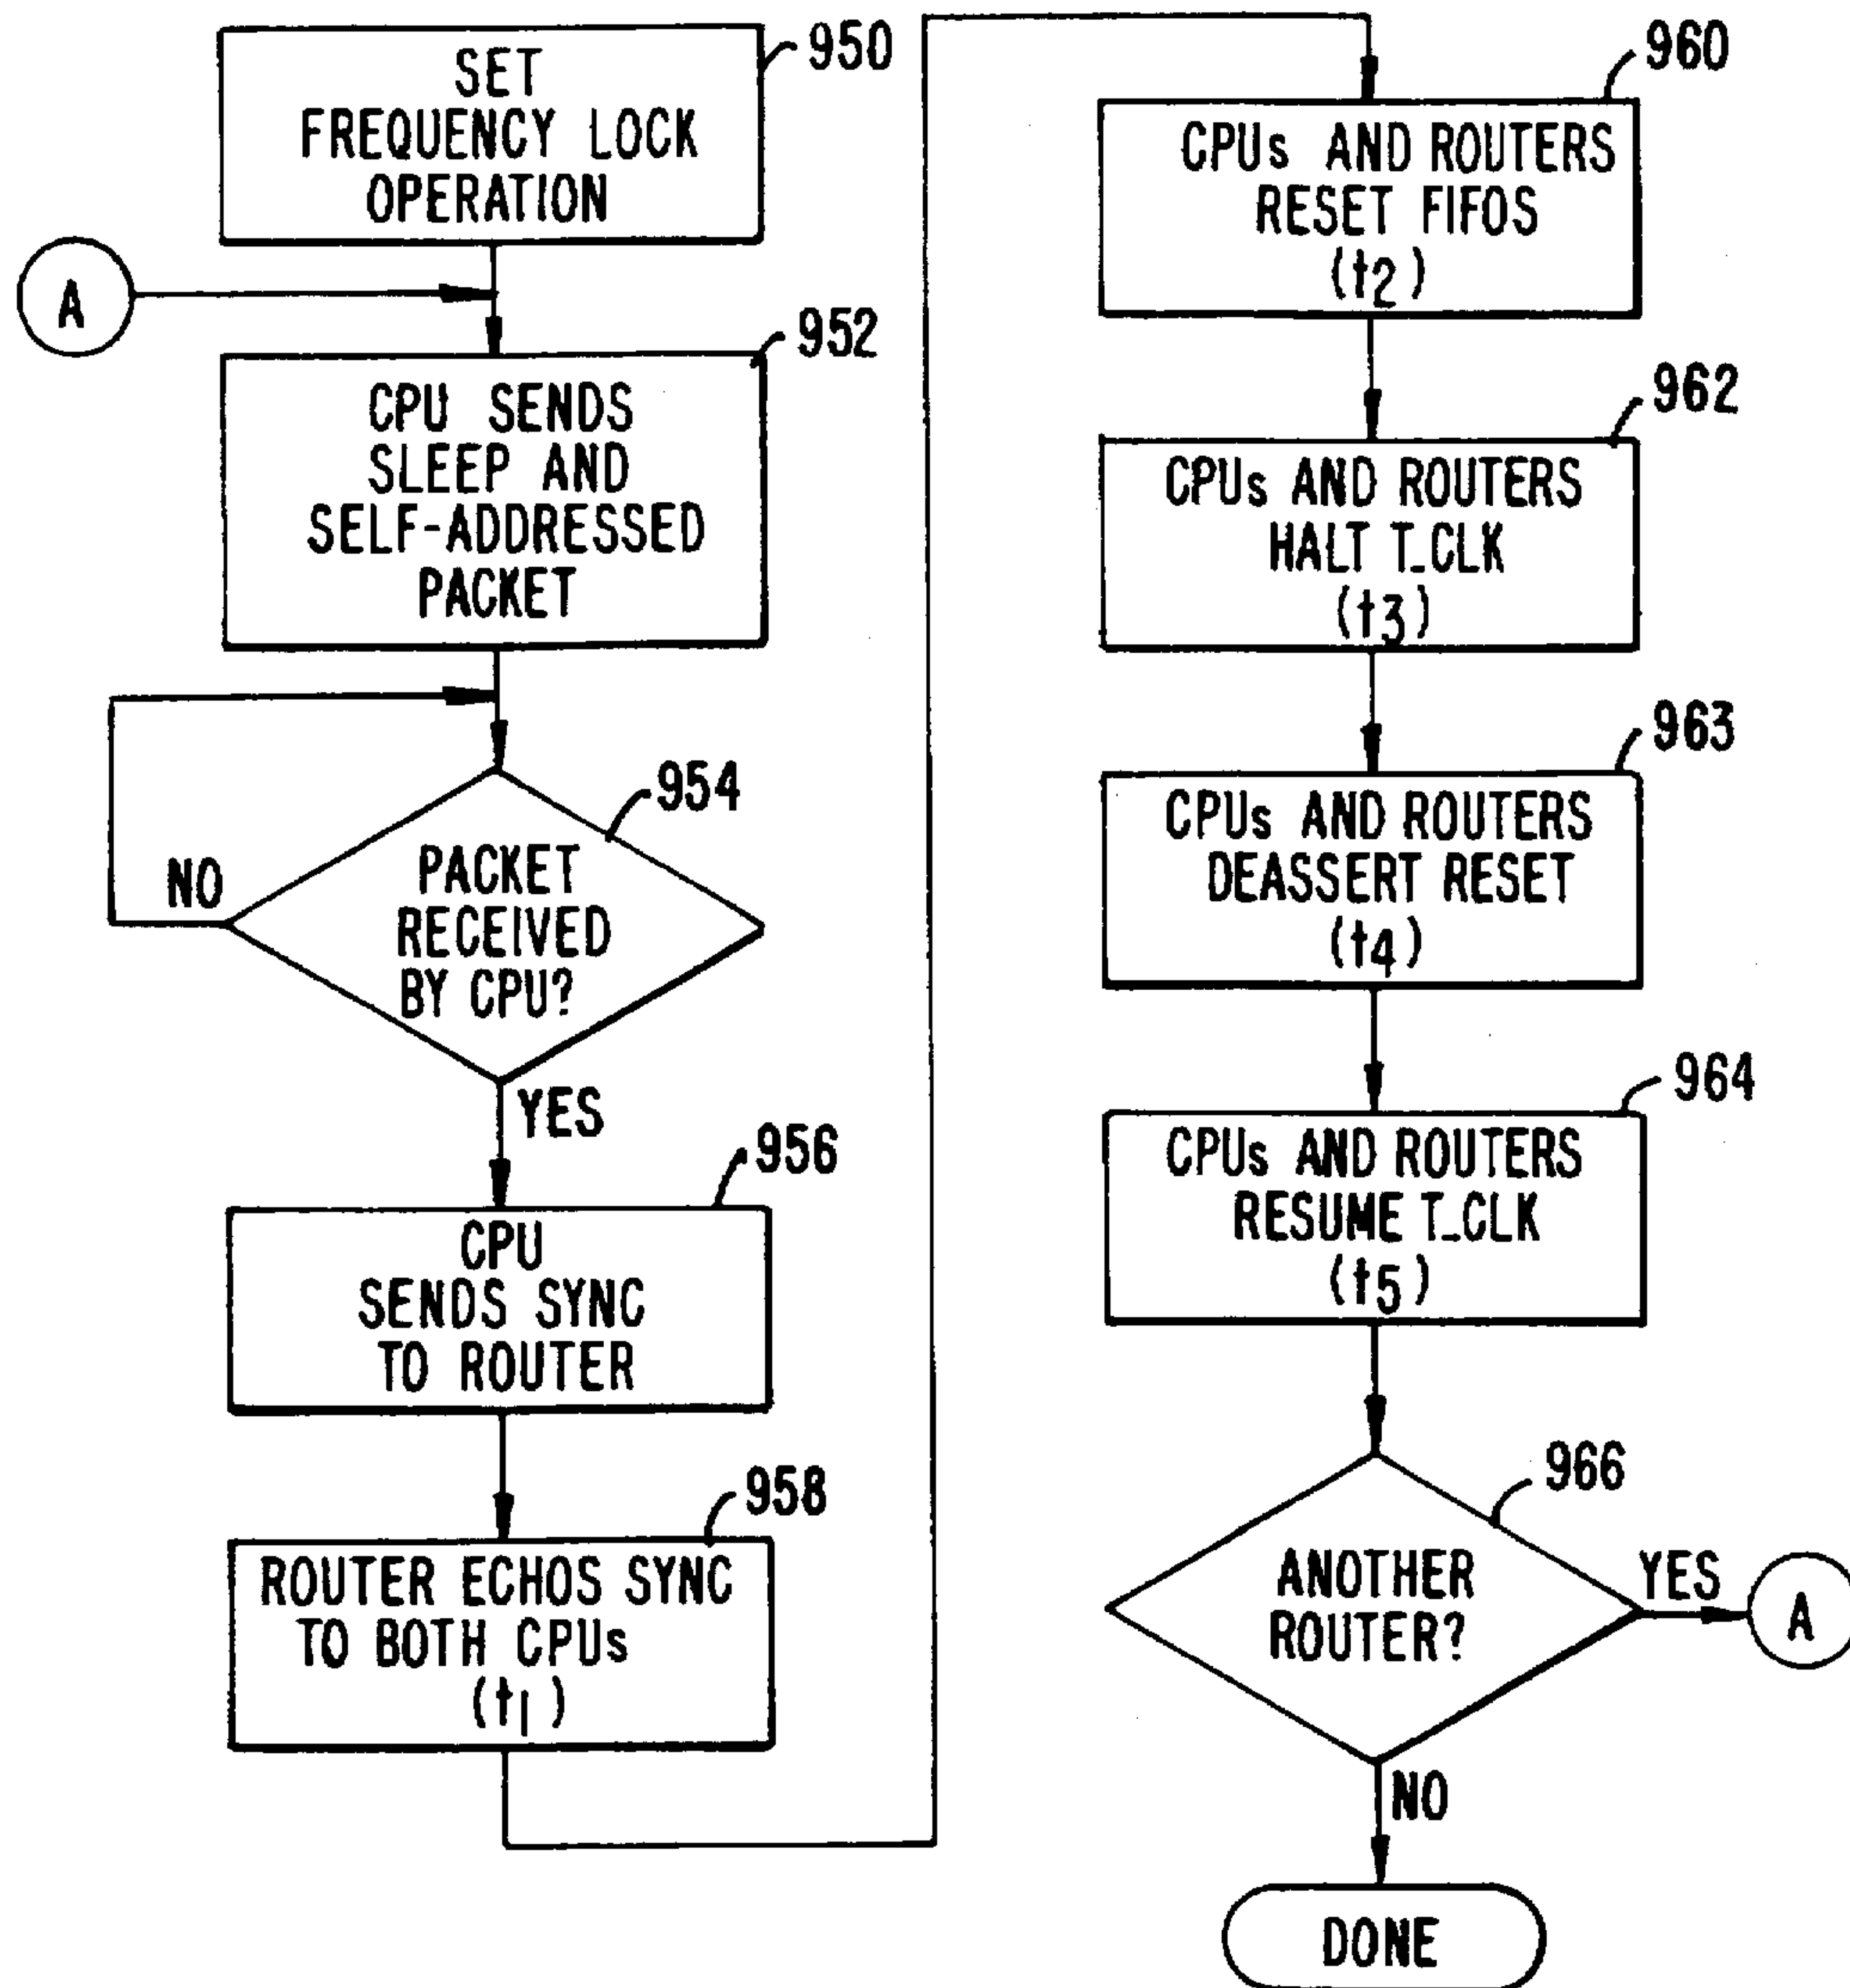 950
SET
FREQUENCY LOCK
OPERATION
A
952
CPU SENDS
SLEEP AND
SELF-ADDRESSED
PACKET
954
PACKET
RECEIVED
BY CPU?
NO
YES
956
CPU
SENDS SYNC
TO ROUTER
958
ROUTER ECHOS SYNC
TO BOTH CPUs
(t1)
960
CPUs AND ROUTERS
RESET FIFOS
(t2)
962
CPUs AND ROUTERS
HALT T_CLK
(t3)
963
CPUs AND ROUTERS
DEASSERT RESET
(t4)
964
CPUs AND ROUTERS
RESUME T_CLK
(t5)
966
ANOTHER
ROUTER?
YES
A
NO
DONE